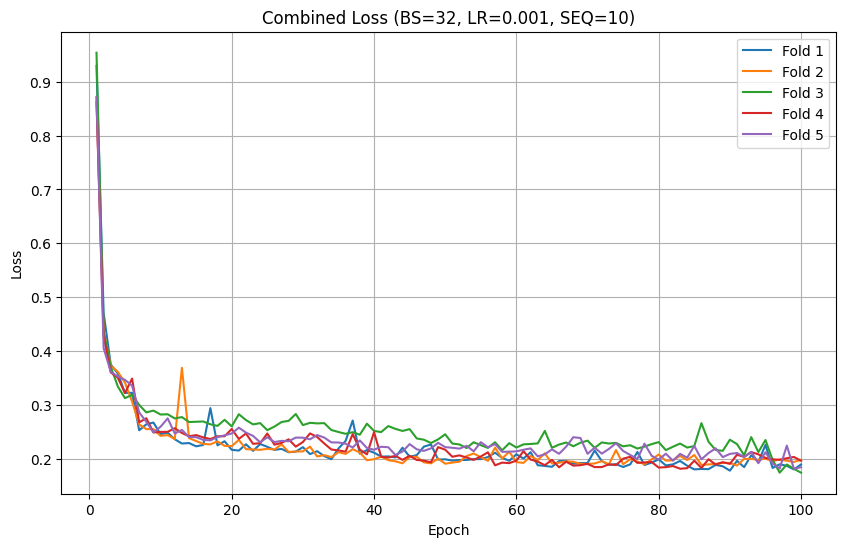 Combined Loss (BS=32, LR=0.001, SEQ=10)
Fold 1
Fold 2
Fold 3
Fold 4
Fold 5
Loss
0.9
0.8
0.7
0.6
0.5
0.4
0.3
0.2
0
20
40
60
80
100
Epoch